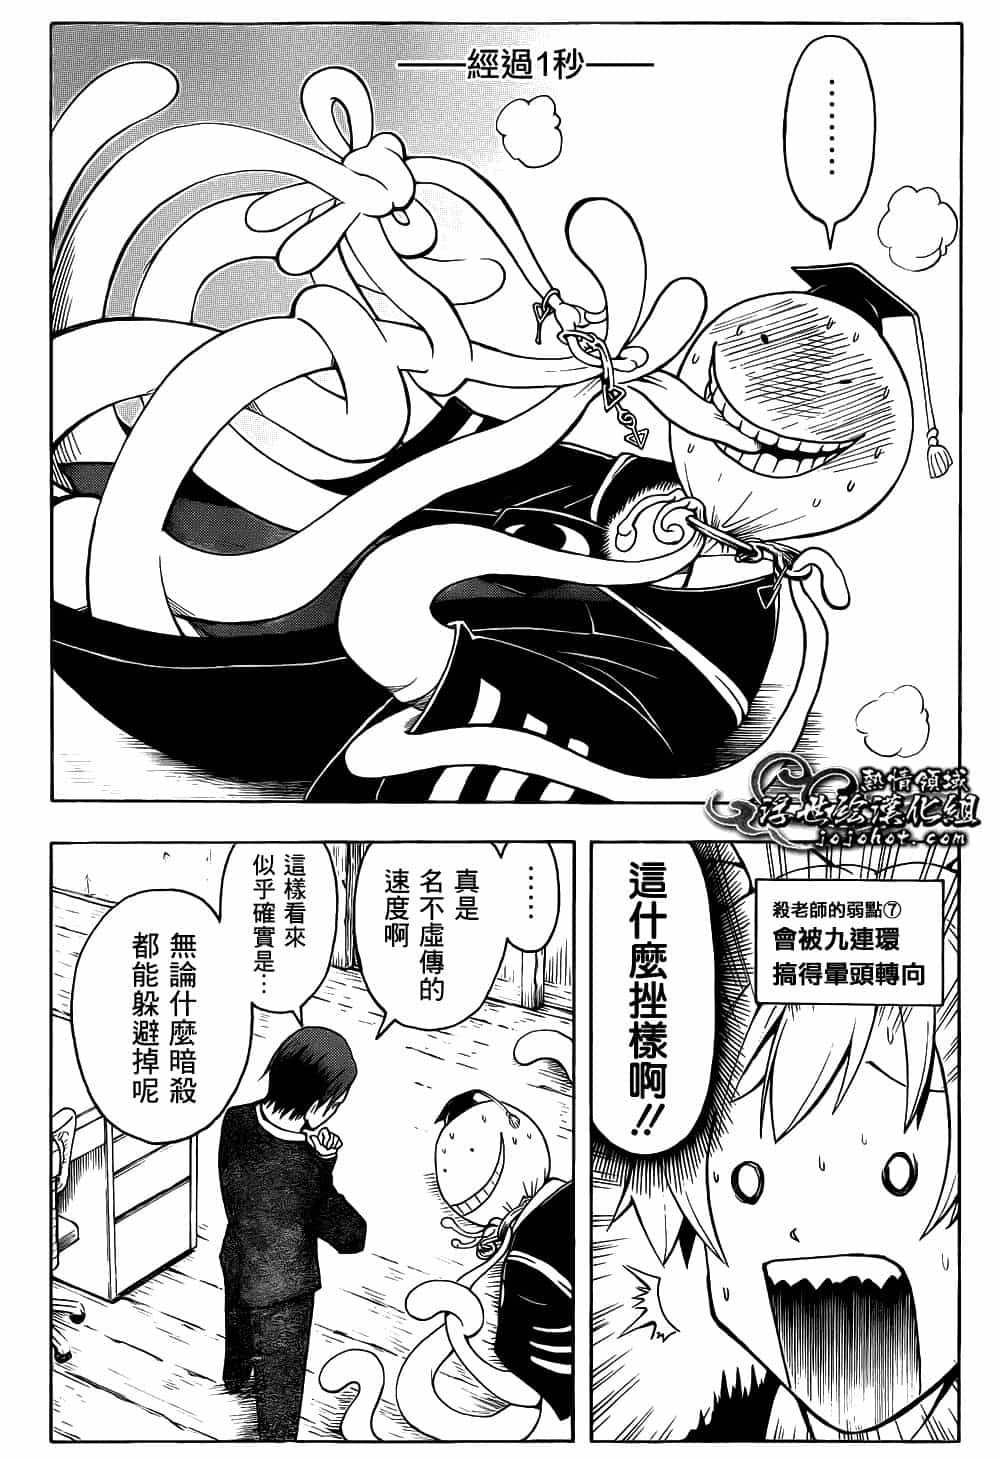 ——經過1秒——
………
熱情領域
浮世绘漢化組
jojohot.com
殺老師的弱點⑦
會被九連環
搞得暈頭轉向
這什麼挫樣啊!!
……
真是
名不虛傳的
速度啊
這樣看來
似乎確實是…
無論什麼暗殺
都能躲避掉呢